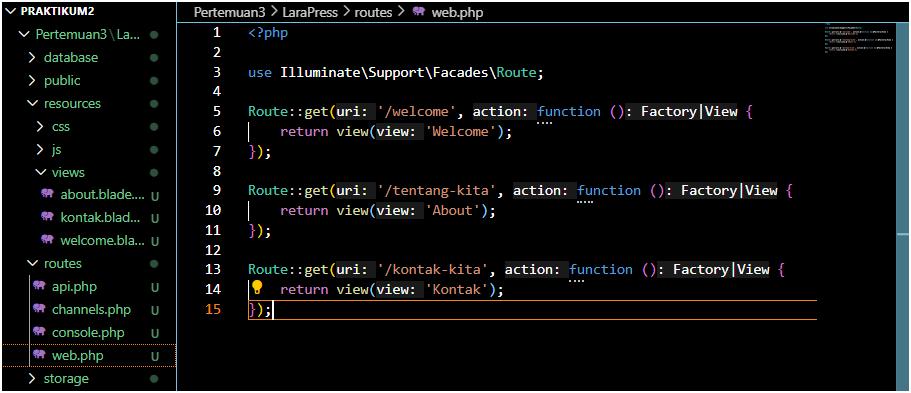 PRAKTIKUM2
Pertemuan3\La...
database
public
resources
css
js
views
about.blade....
kontak.blad...
welcome.bla...
routes
api.php
channels.php
console.php
web.php
storage
U
U
U
U
U
U
U
Pertemuan3 > LaraPress > routes > web.php
1 <?php
2
3 use Illuminate\Support\Facades\Route;
4
5 Route::get(uri: '/welcome', action: function (): Factory|View {
6 return view(view: 'Welcome');
7 });
8
9 Route::get(uri: '/tentang-kita', action: function (): Factory|View {
10 return view(view: 'About');
11 });
12
13 Route::get(uri: '/kontak-kita', action: function (): Factory|View {
14 return view(view: 'Kontak');
15 });